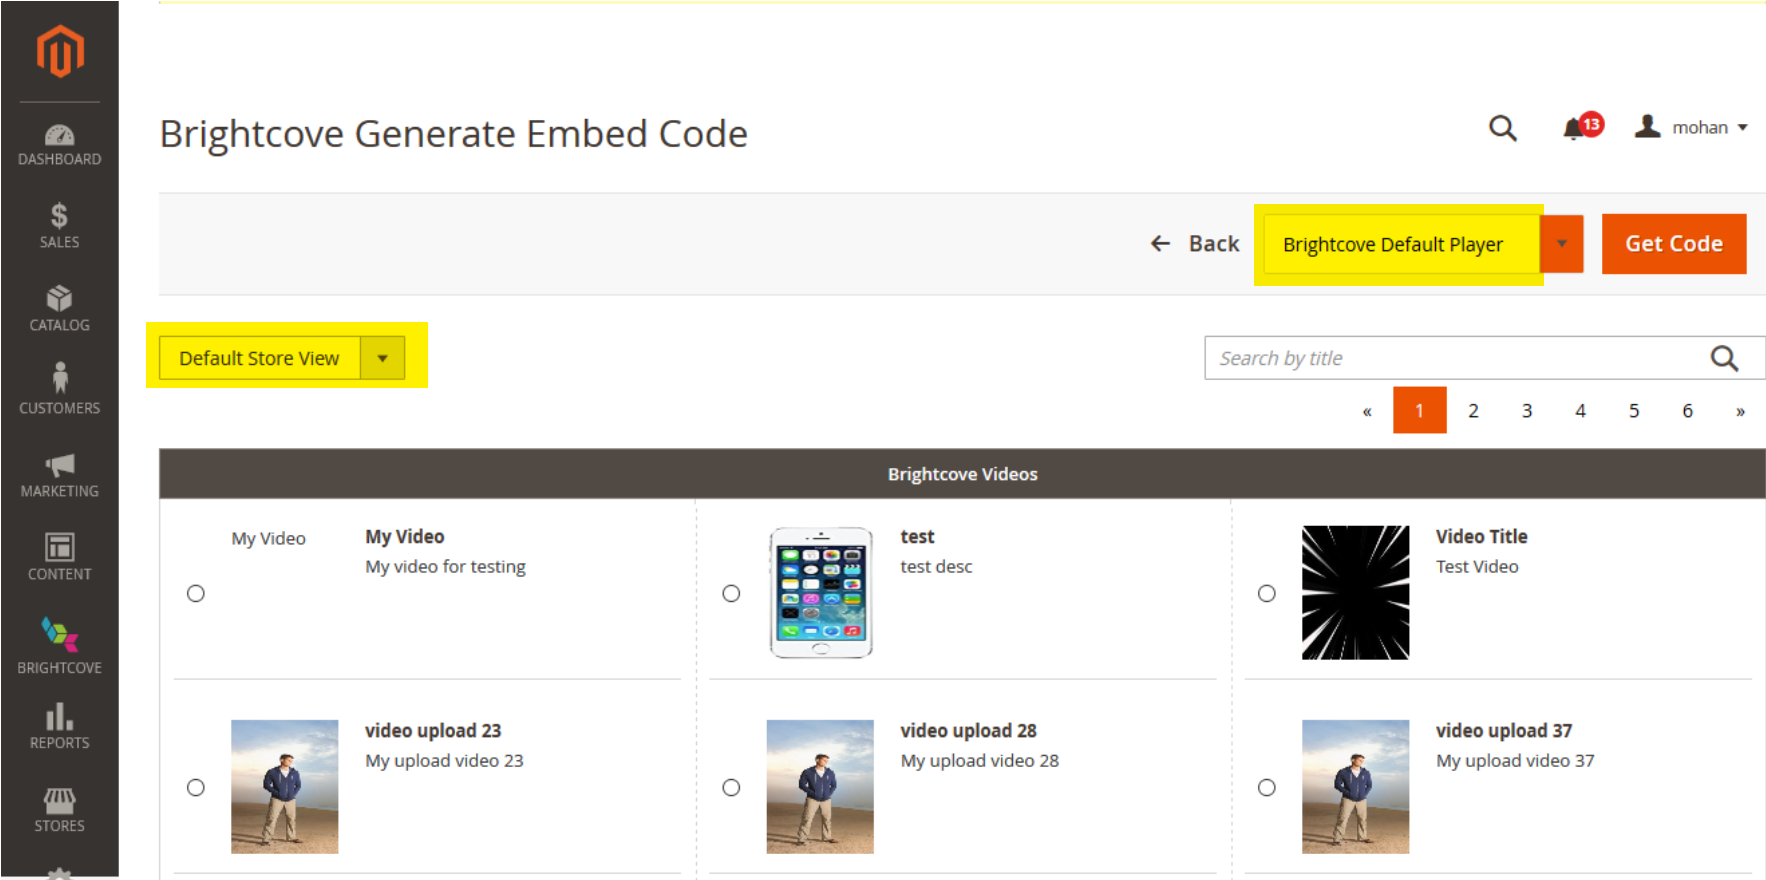 Brightcove Generate Embed Code
13
mohan
DASHBOARD
SALES
CATALOG
CUSTOMERS
MARKETING
CONTENT
BRIGHTCOVE
REPORTS
STORES
Back
Brightcove Default Player
Get Code
Default Store View
Search by title
« 1 2 3 4 5 6 »
Brightcove Videos
My Video
My Video
My video for testing
test
test desc
Video Title
Test Video
video upload 23
My upload video 23
video upload 28
My upload video 28
video upload 37
My upload video 37